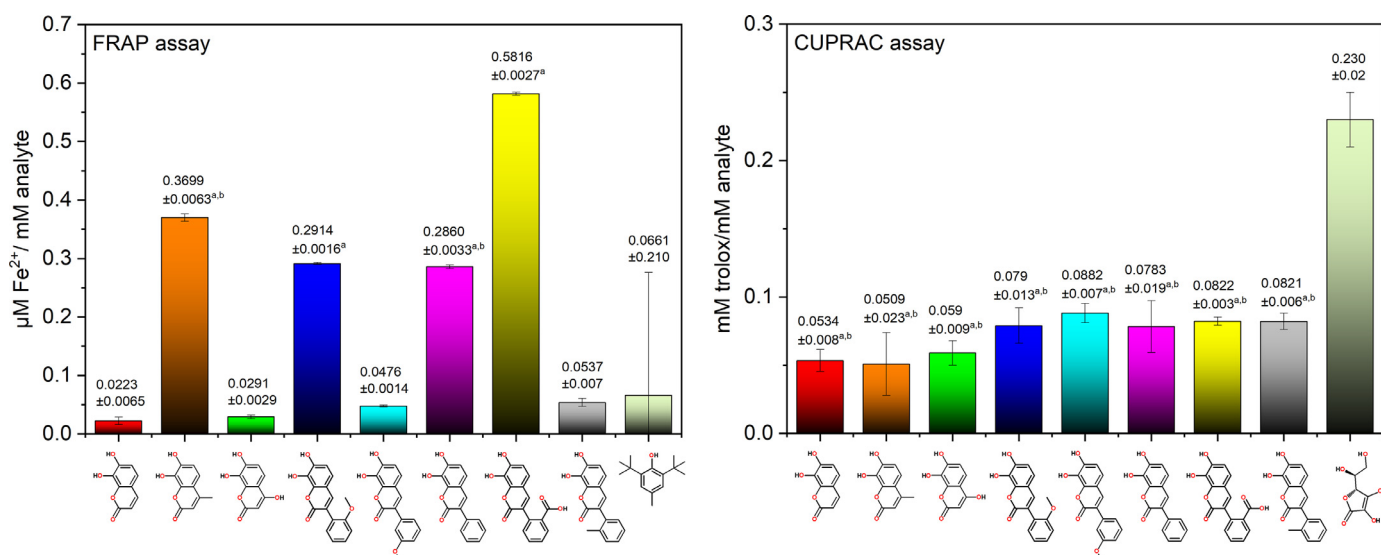 FRAP assay
µM Fe²⁺/ mM analyte
0.7
0.6
0.5
0.4
0.3
0.2
0.1
0.0
0.0223
±0.0065
0.3699
±0.0063ᵃ,ᵇ
0.0291
±0.0029
0.2914
±0.0016ᵃ
0.0476
±0.0014
0.2860
±0.0033ᵃ,ᵇ
0.5816
±0.0027ᵃ
0.0537
±0.007
0.0661
±0.210
CUPRAC assay
mM trolox/mM analyte
0.3
0.2
0.1
0.0
0.0534
±0.008ᵃ,ᵇ
0.0509
±0.023ᵃ,ᵇ
0.059
±0.009ᵃ,ᵇ
0.079
±0.013ᵃ,ᵇ
0.0882
±0.007ᵃ,ᵇ
0.0783
±0.019ᵃ,ᵇ
0.0822
±0.003ᵃ,ᵇ
0.0821
±0.006ᵃ,ᵇ
0.230
±0.02